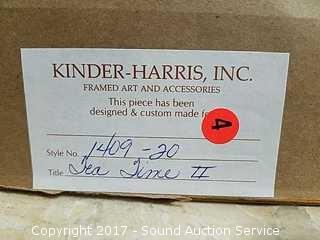 KINDER-HARRIS, INC.
FRAMED ART AND ACCESSORIES
This piece has been
designed & custom made for
4
Style No. 1409-20
Title Tea Time II
Copyright 2017 - Sound Auction Service